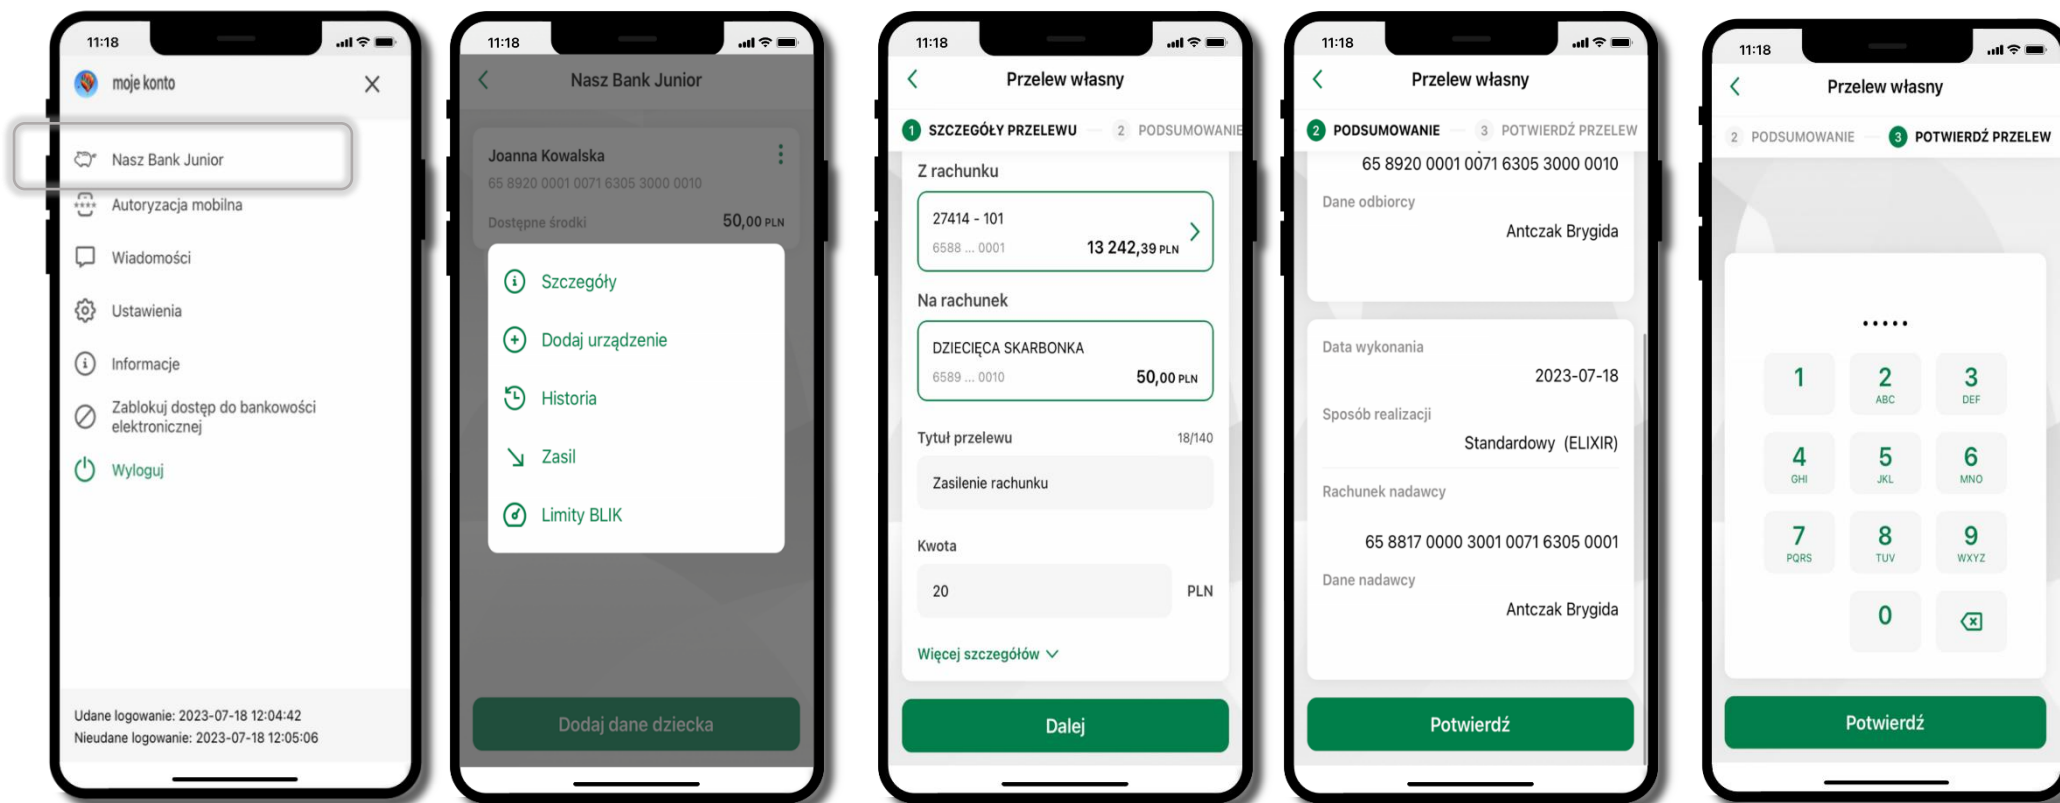 11:18
moje konto
Nasz Bank Junior
Autoryzacja mobilna
Wiadomości
Ustawienia
Informacje
Zablokuj dostęp do bankowości
elektronicznej
Wyloguj
Udane logowanie: 2023-07-18 12:04:42
Nieudane logowanie: 2023-07-18 12:05:06
11:18
Nasz Bank Junior
Joanna Kowalska
65 8920 0001 0071 6305 3000 0010
Dostępne środki 50,00 PLN
Szczegóły
Dodaj urządzenie
Historia
Zasil
Limity BLIK
Dodaj dane dziecka
11:18
Przelew własny
1 SZCZEGÓŁY PRZELEWU 2 PODSUMOWANIE
Z rachunku
27414 - 101
6588 ... 0001 13 242,39 PLN
Na rachunek
DZIECIĘCA SKARBONKA
6589 ... 0010 50,00 PLN
Tytuł przelewu 18/140
Zasilenie rachunku
Kwota
20 PLN
Więcej szczegółów
Dalej
11:18
Przelew własny
2 PODSUMOWANIE 3 POTWIERDŹ PRZELEW
65 8920 0001 0071 6305 3000 0010
Dane odbiorcy
Antczak Brygida
Data wykonania
2023-07-18
Sposób realizacji
Standardowy (ELIXIR)
Rachunek nadawcy
65 8817 0000 3001 0071 6305 0001
Dane nadawcy
Antczak Brygida
Potwierdź
11:18
Przelew własny
2 PODSUMOWANIE 3 POTWIERDŹ PRZELEW
1 2 3
ABC DEF
4 5 6
GHI JKL MNO
7 8 9
PQRS TUV WXYZ
0
Potwierdź